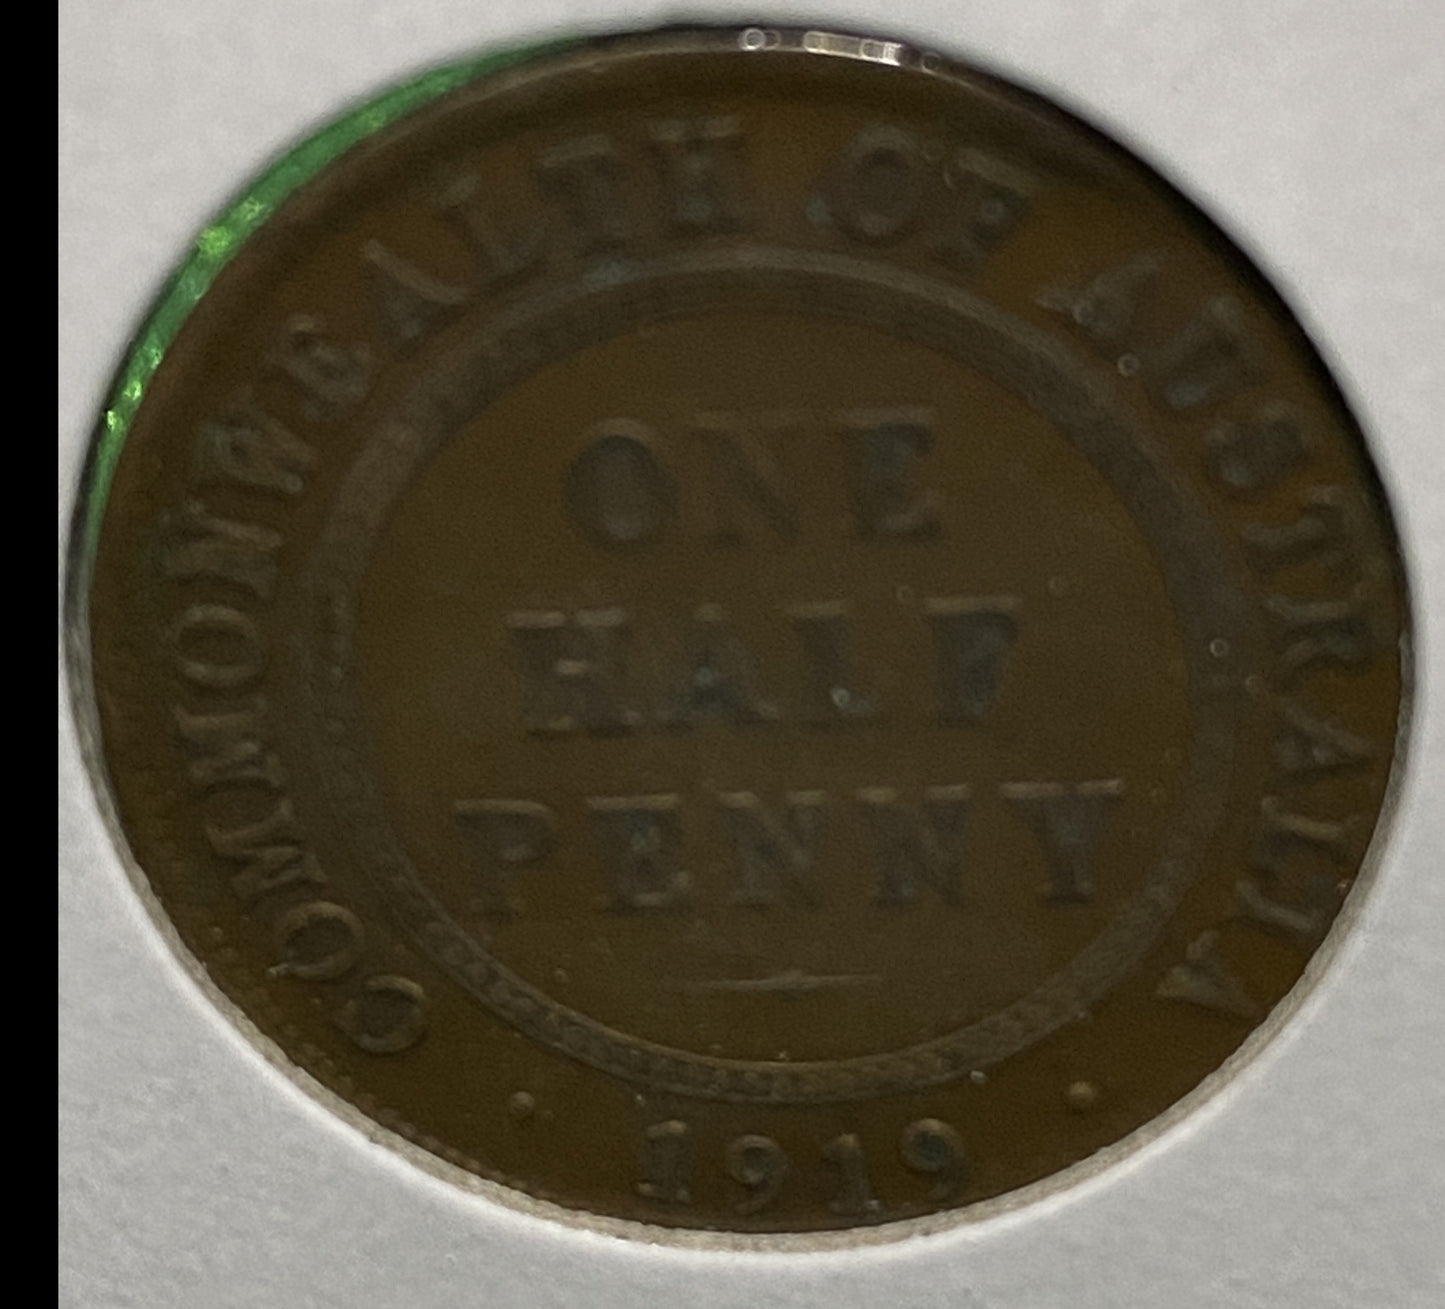 COMMONWEALTH OF AUSTRALIA
ONE
HALF
PENNY
1919